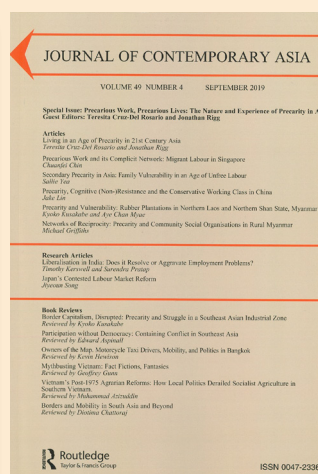 JOURNAL OF CONTEMPORARY ASIA
VOLUME 49 NUMBER 4 SEPTEMBER 2019
Special Issue: Precarious Work, Precarious Lives: The Nature and Experience of Precarity in A
Guest Editors: Teresita Cruz-Del Rosario and Jonathan Rigg
Articles
Living in an Age of Precarity in 21st Century Asia
Teresita Cruz-Del Rosario and Jonathan Rigg
Precarious Work and its Complicit Network: Migrant Labour in Singapore
Chuanfei Chin
Secondary Precarity in Asia: Family Vulnerability in an Age of Unfree Labour
Sallie Yea
Precarity, Cognitive (Non-)Resistance and the Conservative Working Class in China
Jake Lin
Precarity and Vulnerability: Rubber Plantations in Northern Laos and Northern Shan State, Myanmar
Kyoko Kusakabe and Aye Chan Myae
Networks of Reciprocity: Precarity and Community Social Organisations in Rural Myanmar
Michael Griffiths
Research Articles
Liberalisation in India: Does it Resolve or Aggravate Employment Problems?
Timothy Kerswell and Surendra Pratap
Japan's Contested Labour Market Reform
Jiyeoun Song
Book Reviews
Border Capitalism, Disrupted: Precarity and Struggle in a Southeast Asian Industrial Zone
Reviewed by Kyoko Kusakabe
Participation without Democracy: Containing Conflict in Southeast Asia
Reviewed by Edward Aspinall
Owners of the Map. Motorcycle Taxi Drivers, Mobility, and Politics in Bangkok
Reviewed by Kevin Hewison
Mythbusting Vietnam: Fact Fictions, Fantasies
Reviewed by Geoffrey Gunn
Vietnam's Post-1975 Agrarian Reforms: How Local Politics Derailed Socialist Agriculture in
Southern Vietnam.
Reviewed by Mohammad Azizuddin
Borders and Mobility in South Asia and Beyond
Reviewed by Diotima Chattoraj
Routledge
Taylor & Francis Group
ISSN 0047-2336